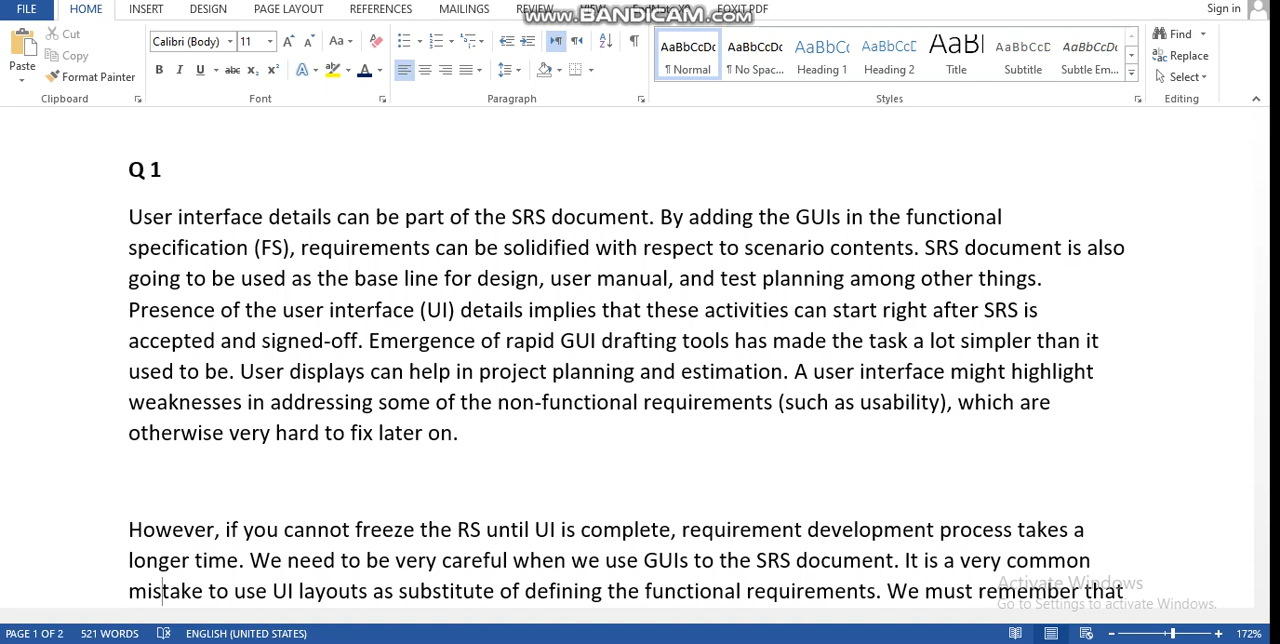 FILE HOME INSERT DESIGN PAGE LAYOUT REFERENCES MAILINGS REVIEW VIEW FOXIT PDF Sign in
www.BANDICAM.com
Cut
Copy
Format Painter
Paste
Clipboard
Calibri (Body) 11
Font
Paragraph
AaBbCcDc AaBbCcDc AaBbCc AaBbCcD AaBl AaBbCcD AaBbCcDc
¶ Normal ¶ No Spac... Heading 1 Heading 2 Title Subtitle Subtle Em...
Styles
Find
Replace
Select
Editing
Q 1
User interface details can be part of the SRS document. By adding the GUIs in the functional
specification (FS), requirements can be solidified with respect to scenario contents. SRS document is also
going to be used as the base line for design, user manual, and test planning among other things.
Presence of the user interface (UI) details implies that these activities can start right after SRS is
accepted and signed-off. Emergence of rapid GUI drafting tools has made the task a lot simpler than it
used to be. User displays can help in project planning and estimation. A user interface might highlight
weaknesses in addressing some of the non-functional requirements (such as usability), which are
otherwise very hard to fix later on.
However, if you cannot freeze the RS until UI is complete, requirement development process takes a
longer time. We need to be very careful when we use GUIs to the SRS document. It is a very common
mistake to use UI layouts as substitute of defining the functional requirements. We must remember that
Activate Windows
Go to Settings to activate Windows.
PAGE 1 OF 2 521 WORDS ENGLISH (UNITED STATES) 172%